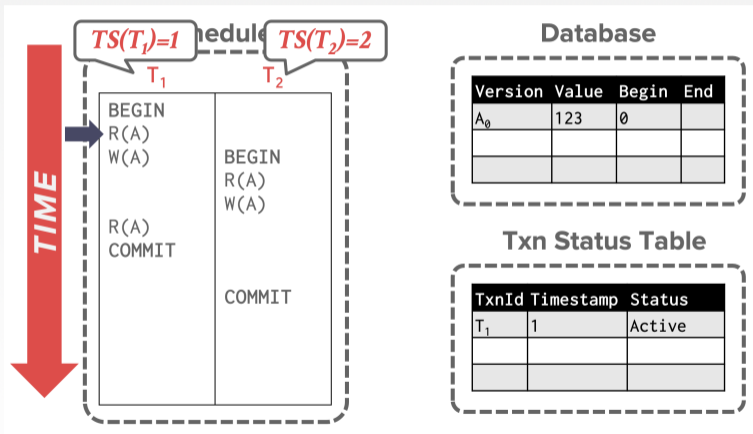 hedule
TS(T₁)=1
TS(T₂)=2
T₁
T₂
BEGIN
R(A)
W(A)
BEGIN
R(A)
W(A)
R(A)
COMMIT
COMMIT
TIME
Database
Version Value Begin End
A₀ 123 0
Txn Status Table
TxnId Timestamp Status
T₁ 1 Active